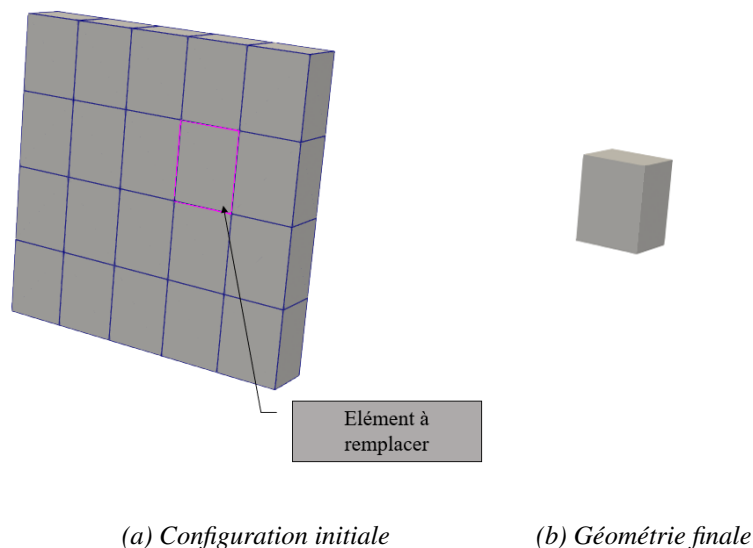 Elément à
remplacer
(a) Configuration initiale
(b) Géométrie finale